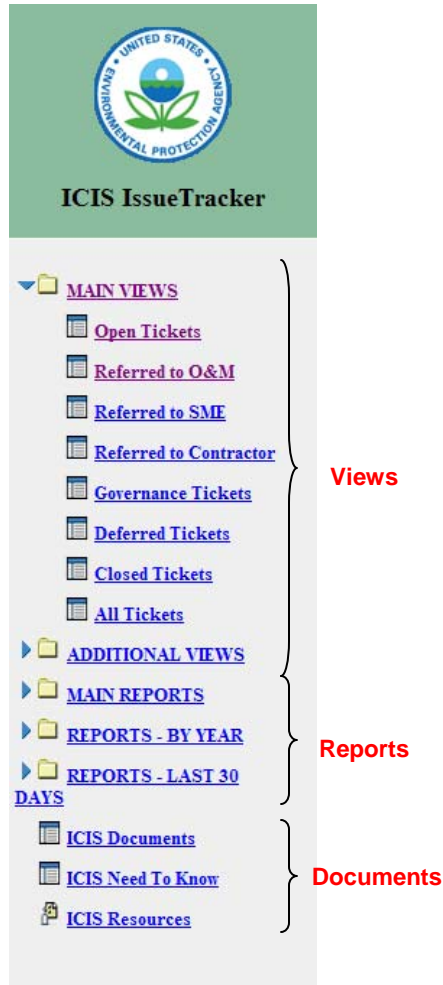 UNITED STATES
ENVIRONMENTAL PROTECTION AGENCY
ICIS IssueTracker
MAIN VIEWS
Open Tickets
Referred to O&M
Referred to SME
Referred to Contractor
Governance Tickets
Deferred Tickets
Closed Tickets
All Tickets
ADDITIONAL VIEWS
Views
MAIN REPORTS
REPORTS - BY YEAR
REPORTS - LAST 30
DAYS
Reports
ICIS Documents
ICIS Need To Know
ICIS Resources
Documents